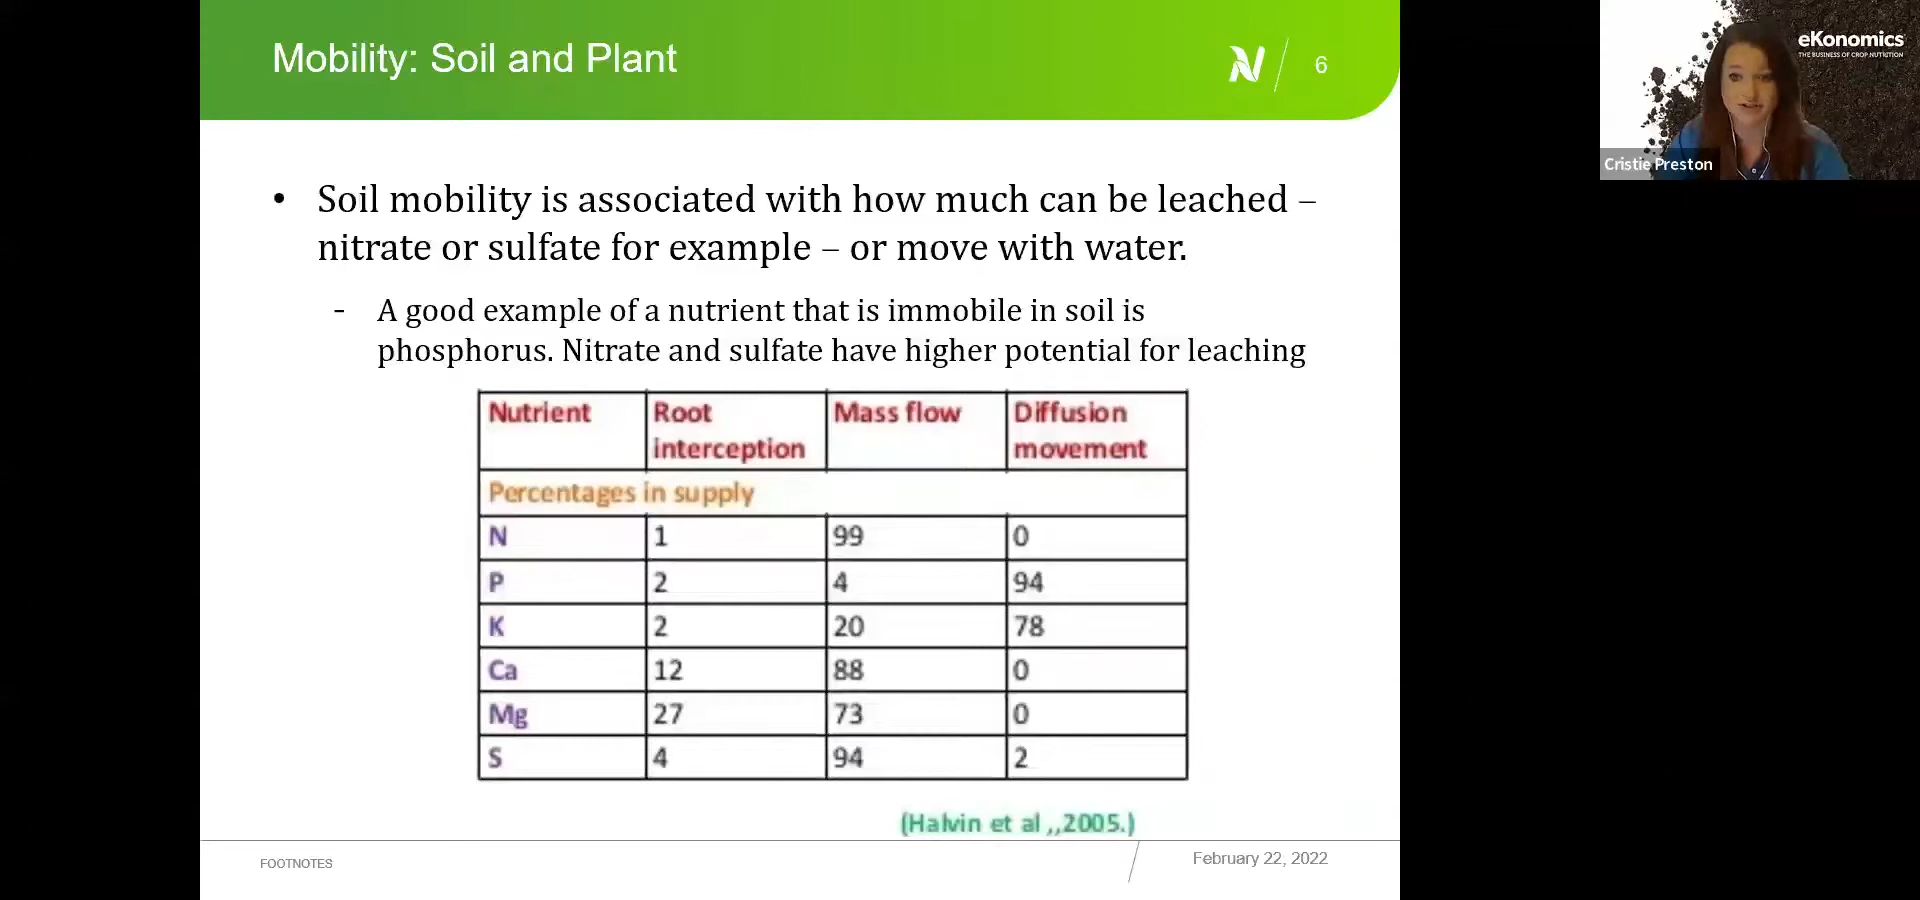 Mobility: Soil and Plant
6
eKonomics
THE BUSINESS OF CROP NUTRITION
Cristie Preston
• Soil mobility is associated with how much can be leached –
nitrate or sulfate for example – or move with water.
- A good example of a nutrient that is immobile in soil is
phosphorus. Nitrate and sulfate have higher potential for leaching
Nutrient Root interception Mass flow Diffusion movement
Percentages in supply
N 1 99 0
P 2 4 94
K 2 20 78
Ca 12 88 0
Mg 27 73 0
S 4 94 2
(Halvin et al ,,2005.)
FOOTNOTES
February 22, 2022